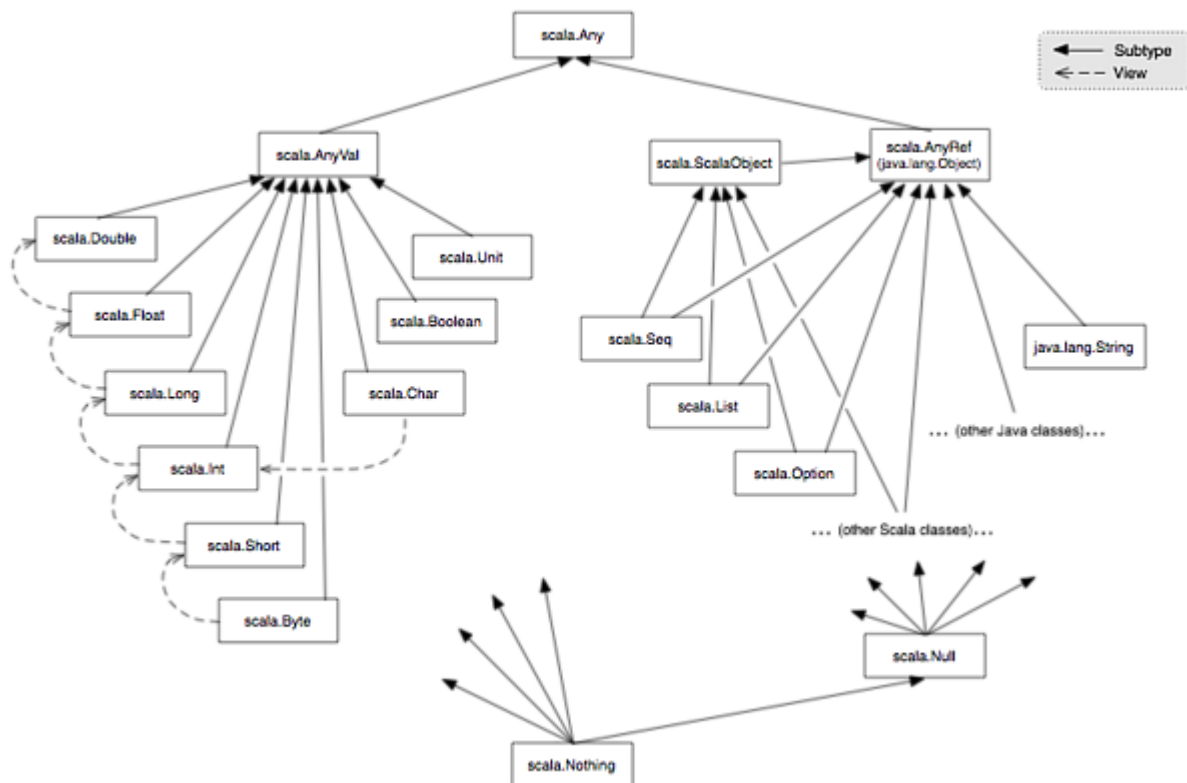 scala.Any
Subtype
View
scala.AnyVal
scala.ScalaObject
scala.AnyRef
(java.lang.Object)
scala.Double
scala.Unit
scala.Float
scala.Boolean
scala.Seq
java.lang.String
scala.Long
scala.Char
scala.List
... (other Java classes)...
scala.Int
scala.Option
scala.Short
... (other Scala classes)...
scala.Byte
scala.Null
scala.Nothing